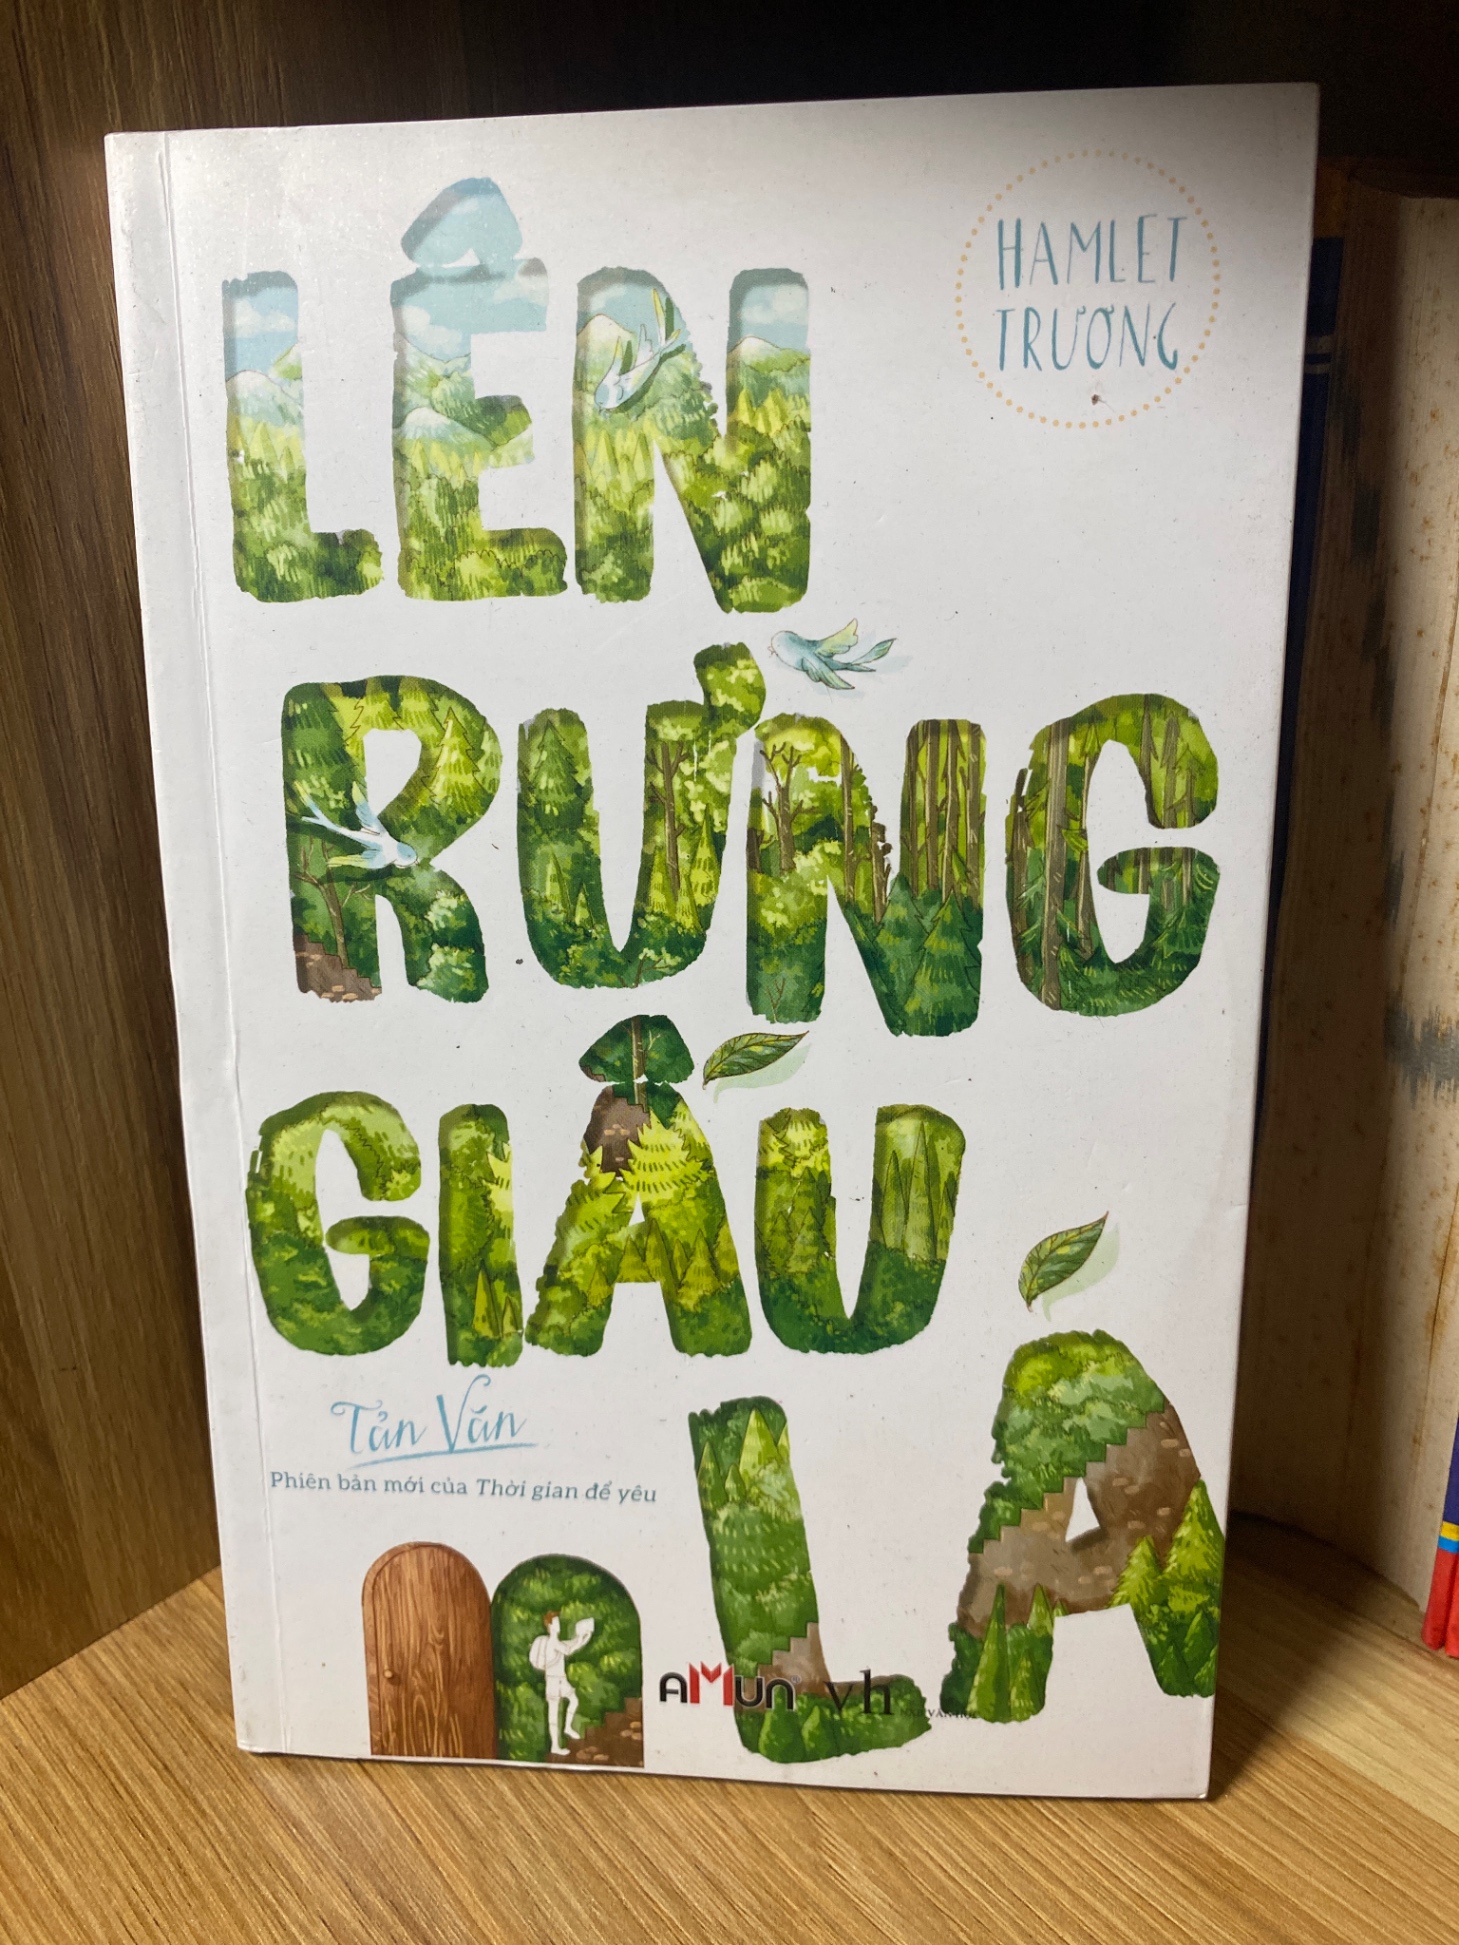 HAMLET
TRƯƠNG
LÊN
RỪNG
GIẤU
LÁ
Tản Văn
Phiên bản mới của Thời gian để yêu
AMUN
vh